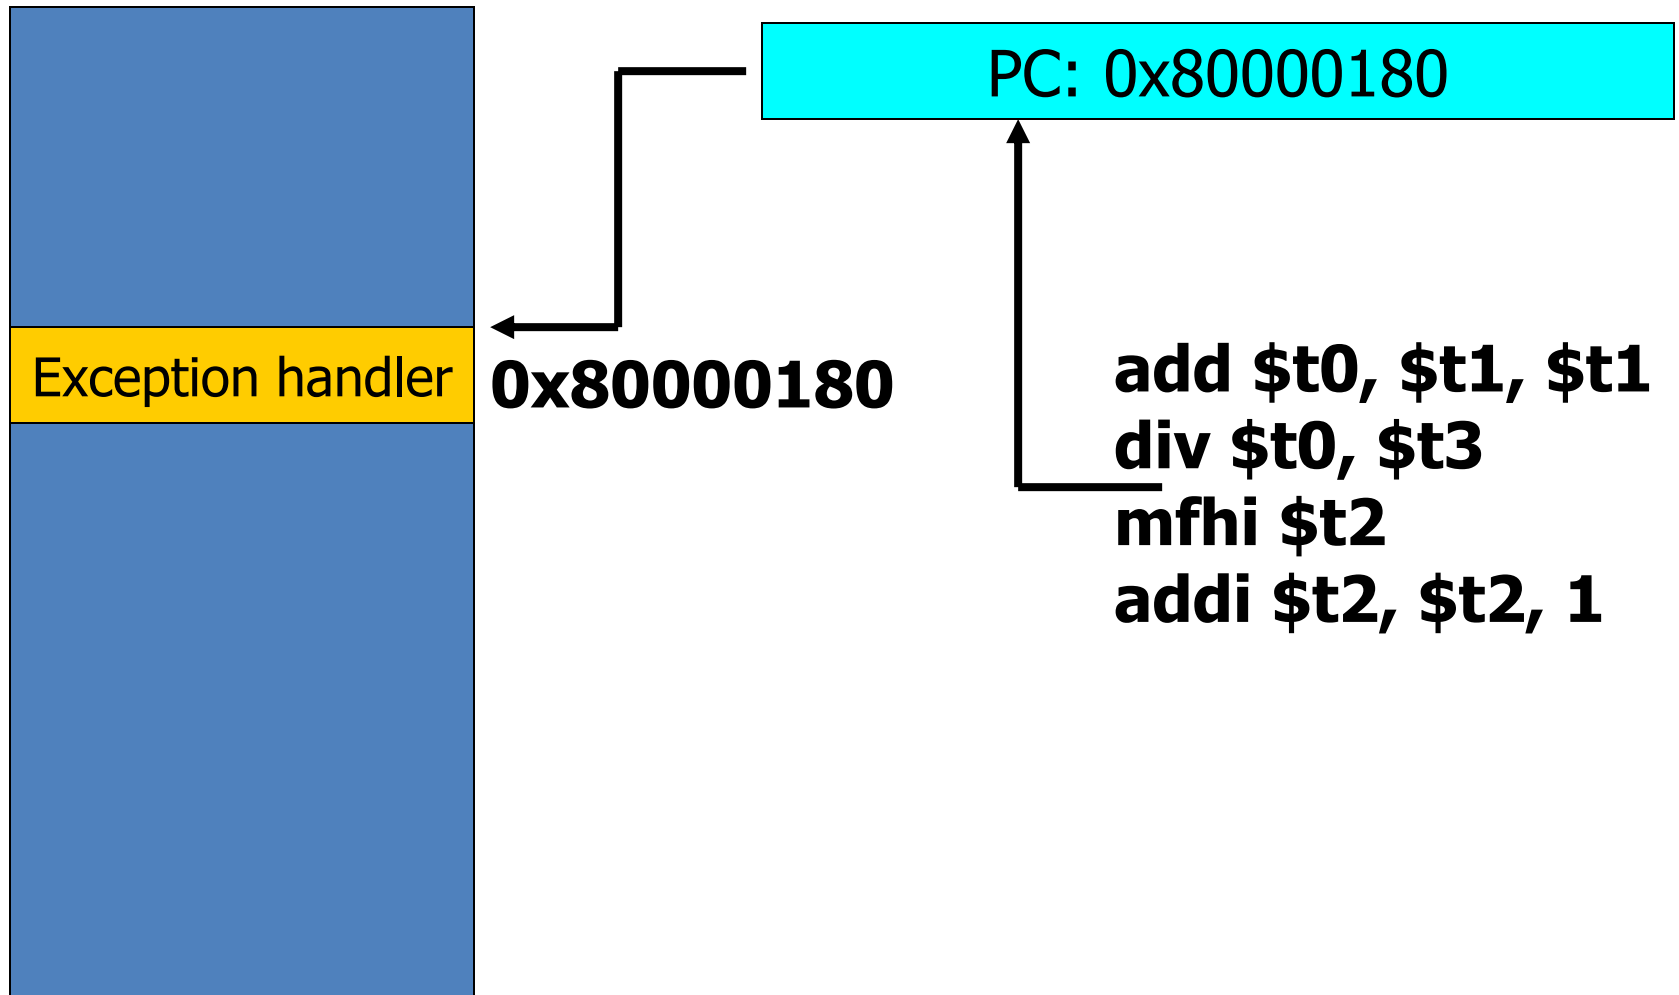 PC: 0x80000180
Exception handler
0x80000180
add $t0, $t1, $t1
div $t0, $t3
mfhi $t2
addi $t2, $t2, 1